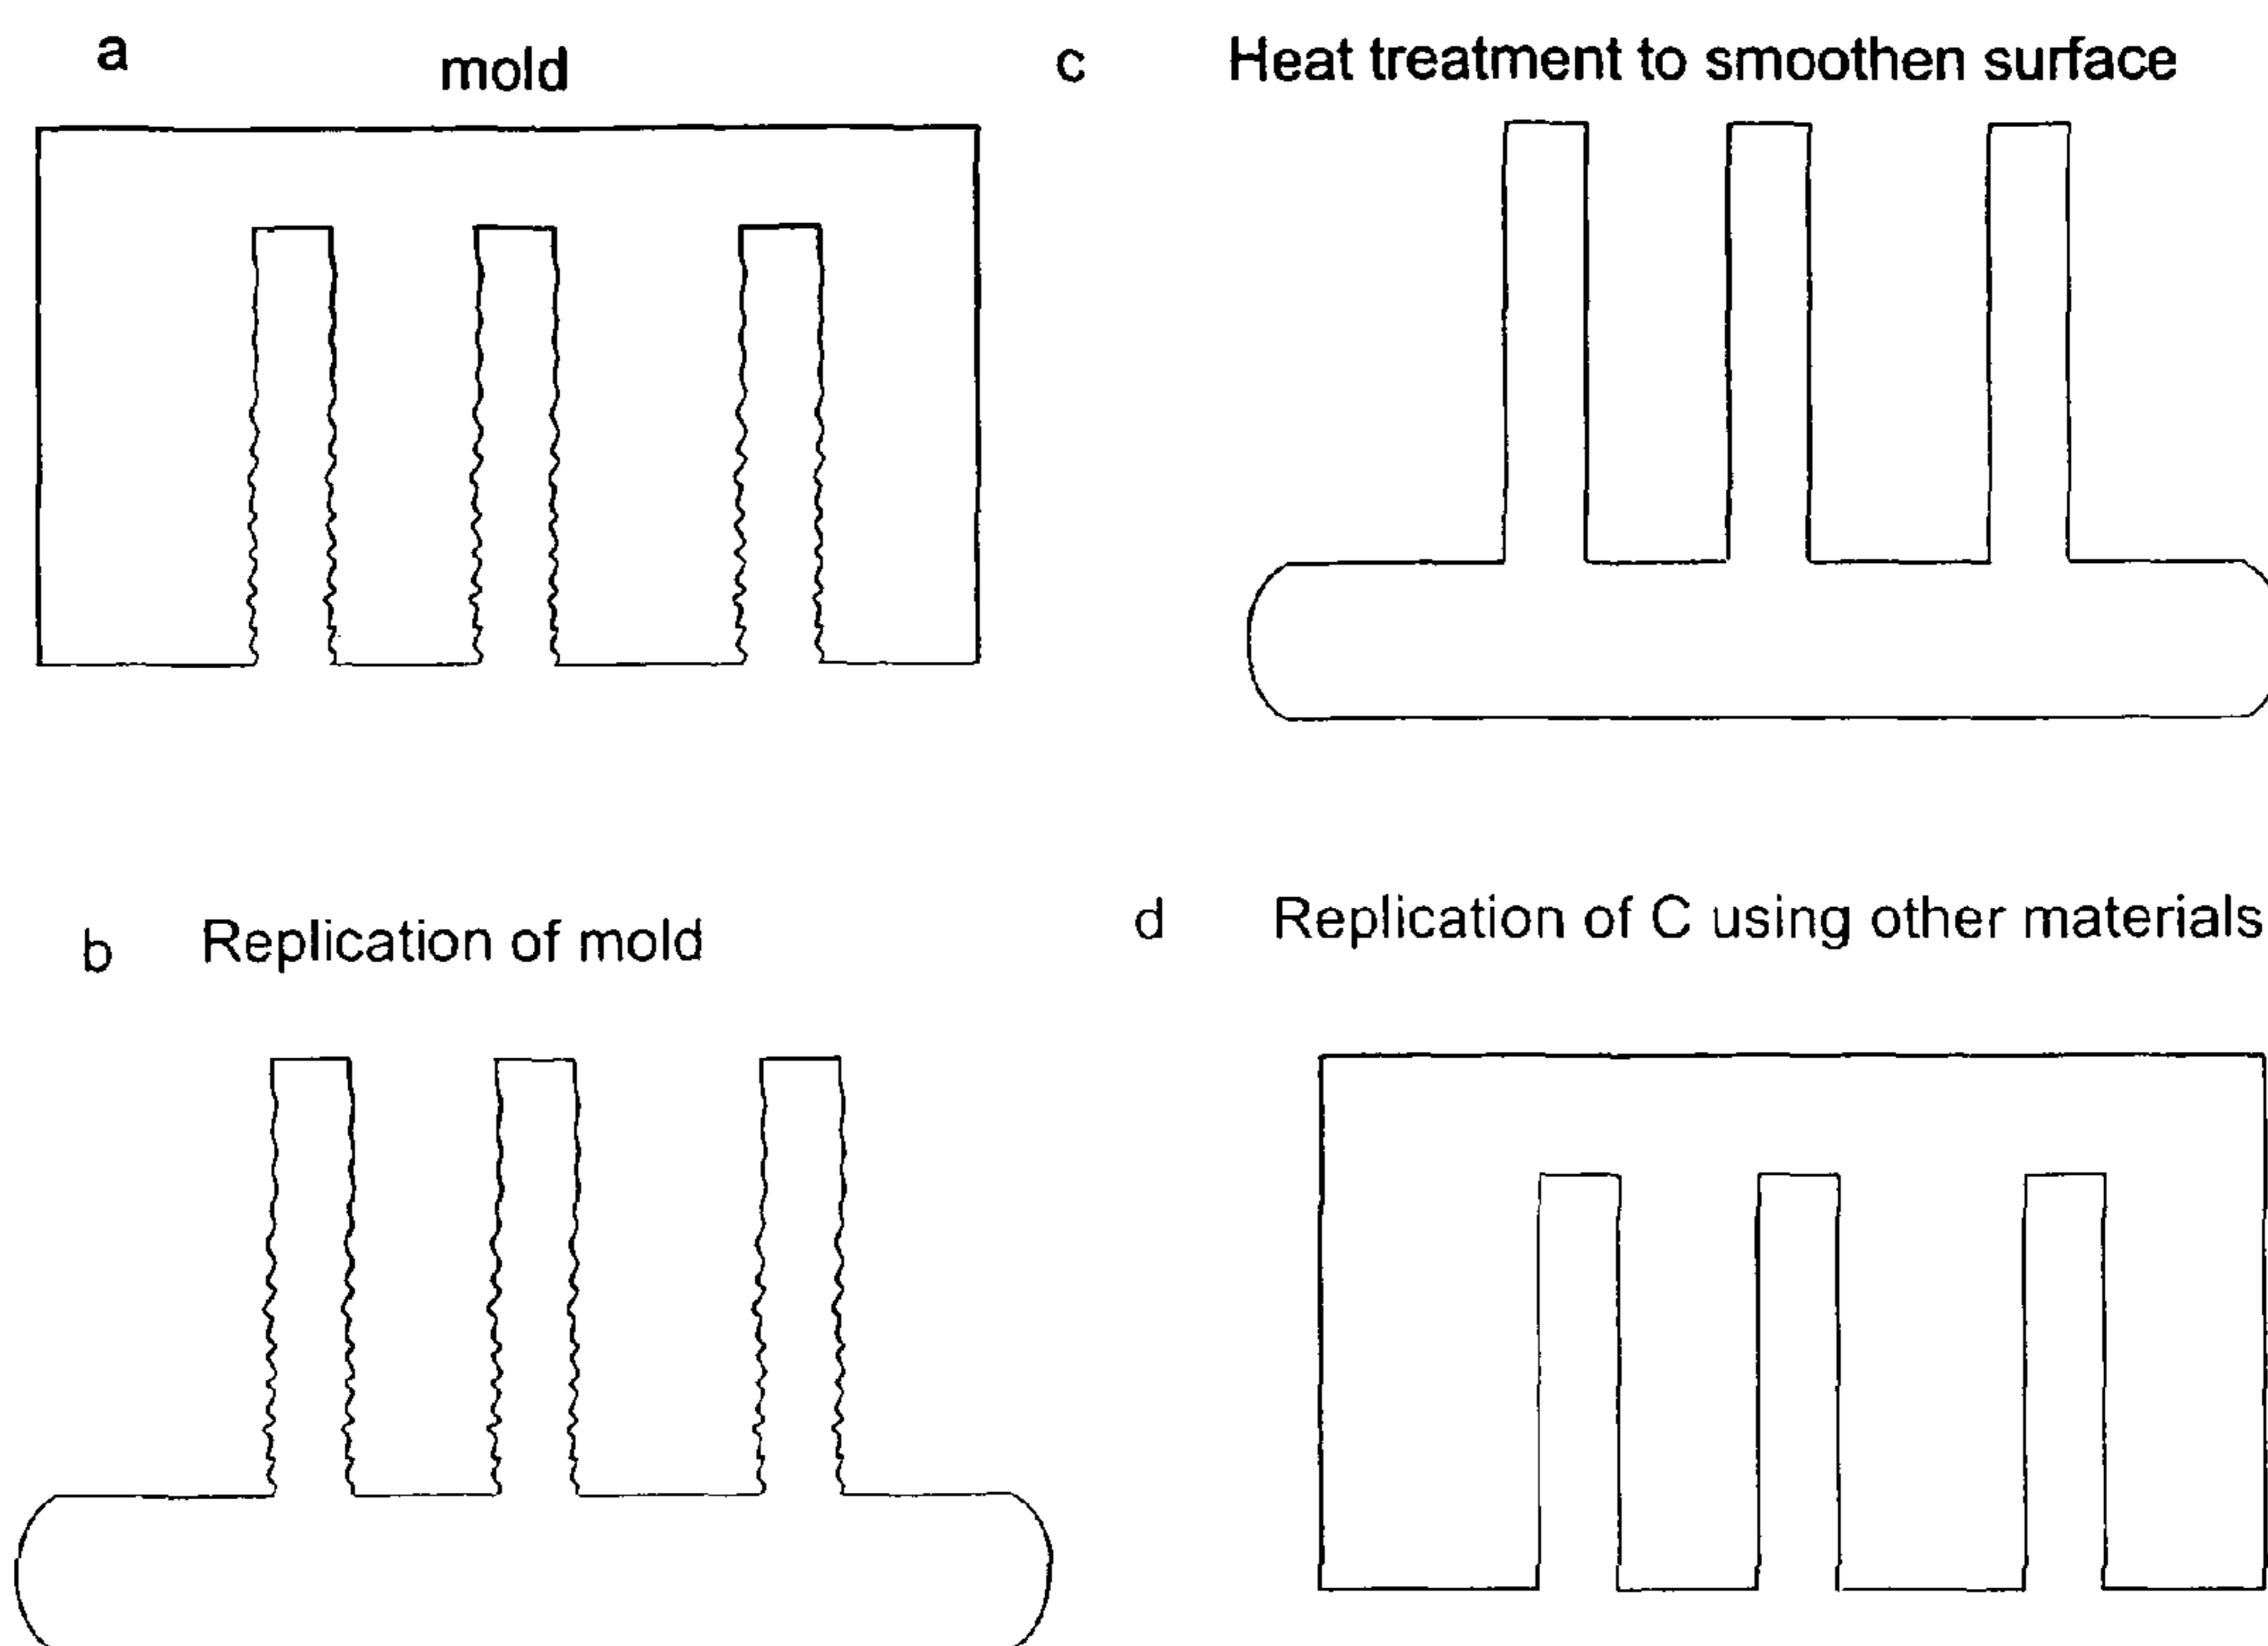 a
mold
b
Replication of mold
c
Heat treatment to smoothen surface
d
Replication of C using other materials